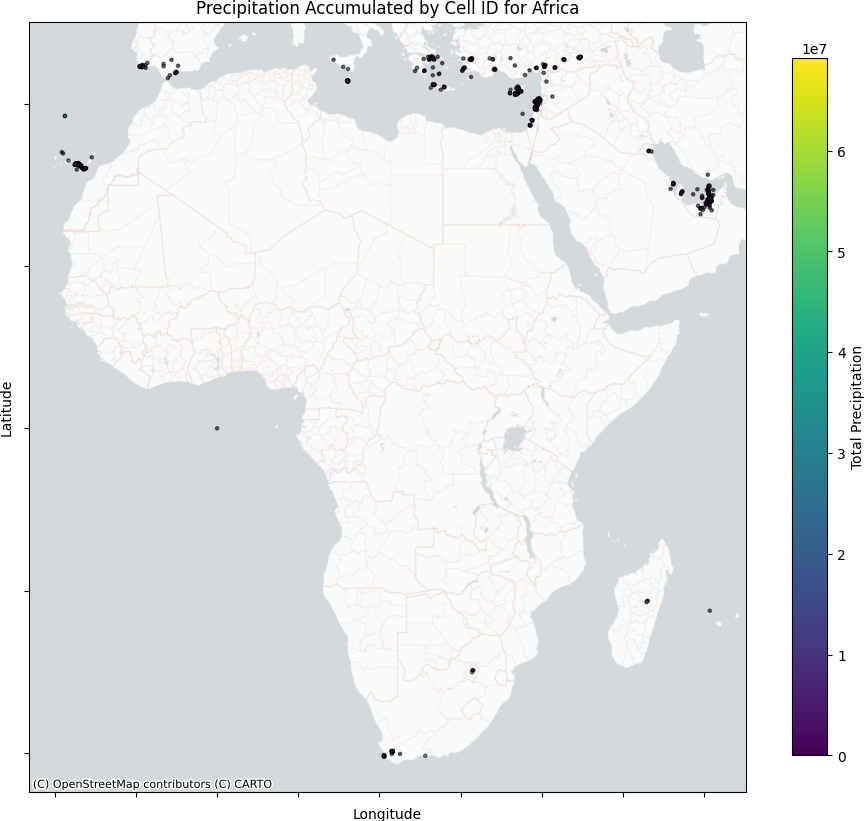 Precipitation Accumulated by Cell ID for Africa
1e7
6
5
4
3
2
1
0
Total Precipitation
Latitude
(C) OpenStreetMap contributors (C) CARTO
Longitude